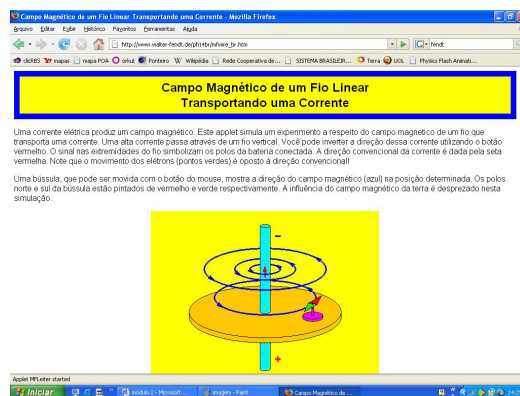 Campo Magnético de um Fio Linear Transportando uma Corrente - Mozilla Firefox
Arquivo Editar Exibir Histórico Favoritos Ferramentas Ajuda
http://www.walter-fendt.de/ph14br/mfwire_br.htm
fendt
clicRBS mapas mapa POA orkut Ponteiro Wikipédia Rede Cooperativa de... SISTEMA BRASILEIR... Terra UOL Physics Flash Animati...
Campo Magnético de um Fio Linear
Transportando uma Corrente
Uma corrente elétrica produz um campo magnético. Este applet simula um experimento a respeito do campo magnetico de um fio que
transporta uma corrente. Uma alta corrente passa através de um fio vertical. Você pode inverter a direção dessa corrente utilizando o botão
vermelho. O sinal nas extremidades do fio simbolizam os polos da bateria conectada. A direção convencional da corrente é dada pela seta
vermelha. Note que o movimento dos elétrons (pontos verdes) é oposto á direção convencional!
Uma bússula, que pode ser movida com o botão do mouse, mostra a direção do campo magnético (azul) na posição determinada. Os polos
norte e sul da bússula estão pintados de vermelho e verde respectivamente. A influência do campo magnético da terra é desprezado nesta
simulação.
-
+
Applet MFLeiter started
Iniciar modulo 2 - Microsoft ... imagem - Paint Campo Magnético de ...